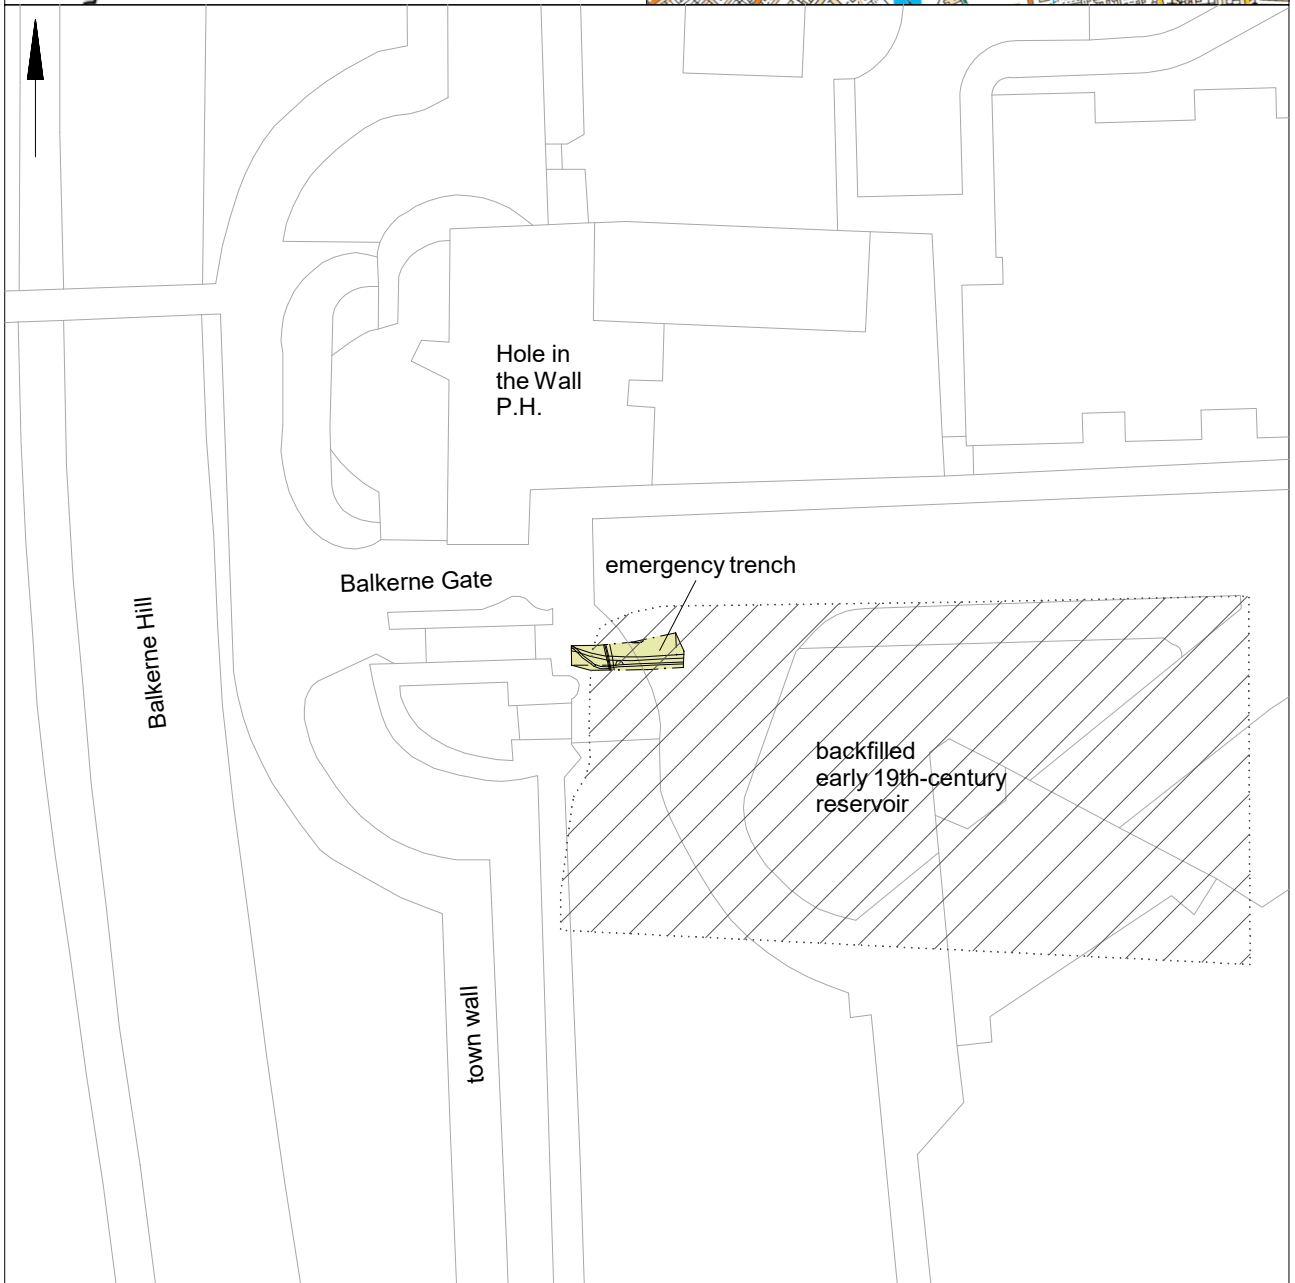 Hole in
the Wall
P.H.
emergency trench
Balkerne Gate
Balkerne Hill
backfilled
early 19th-century
reservoir
town wall